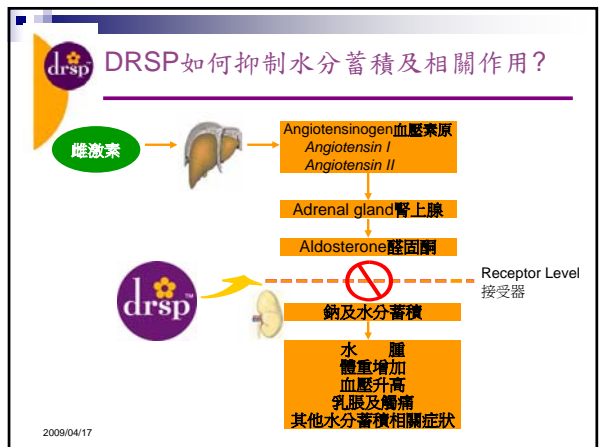 drsp
DRSP如何抑制水分蓄積及相關作用?
雌激素
Angiotensinogen血壓素原
Angiotensin I
Angiotensin II
Adrenal gland腎上腺
Aldosterone醛固酮
Receptor Level
接受器
drsp™
鈉及水分蓄積
水 腫
體重增加
血壓升高
乳脹及觸痛
其他水分蓄積相關症狀
2009/04/17